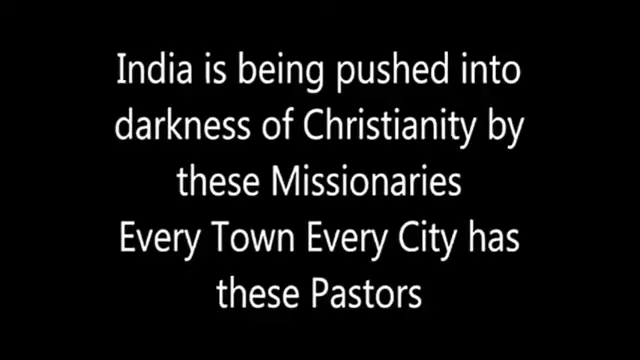 India is being pushed into
darkness of Christianity by
these Missionaries
Every Town Every City has
these Pastors